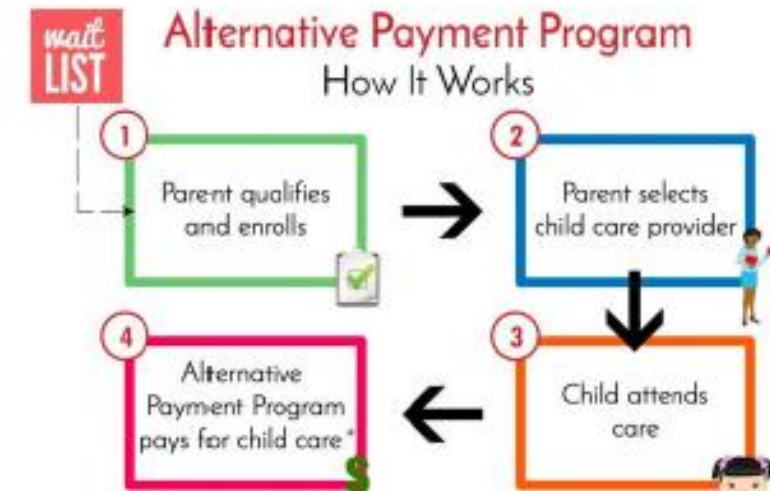 wait
LIST
Alternative Payment Program
How It Works
1
Parent qualifies
and enrolls
2
Parent selects
child care provider
3
Child attends
care
4
Alternative
Payment Program
pays for child care*
$